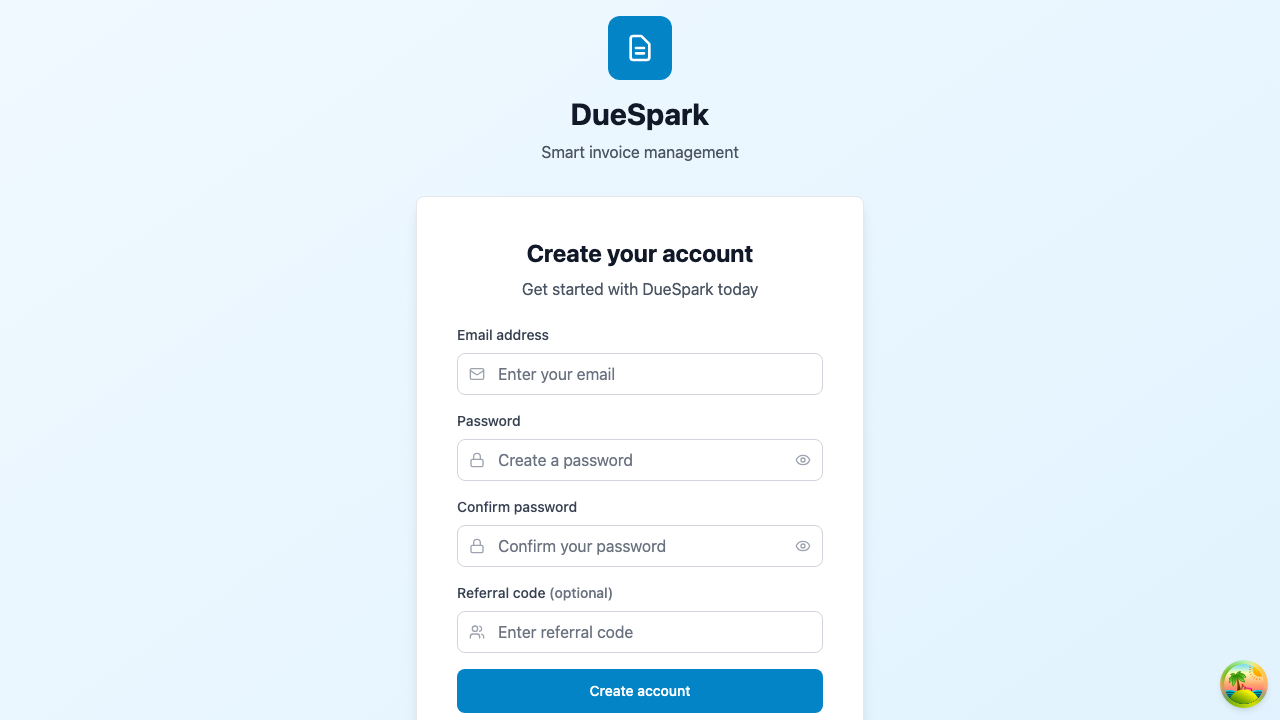 DueSpark
Smart invoice management
Create your account
Get started with DueSpark today
Email address
Enter your email
Password
Create a password
Confirm password
Confirm your password
Referral code (optional)
Enter referral code
Create account